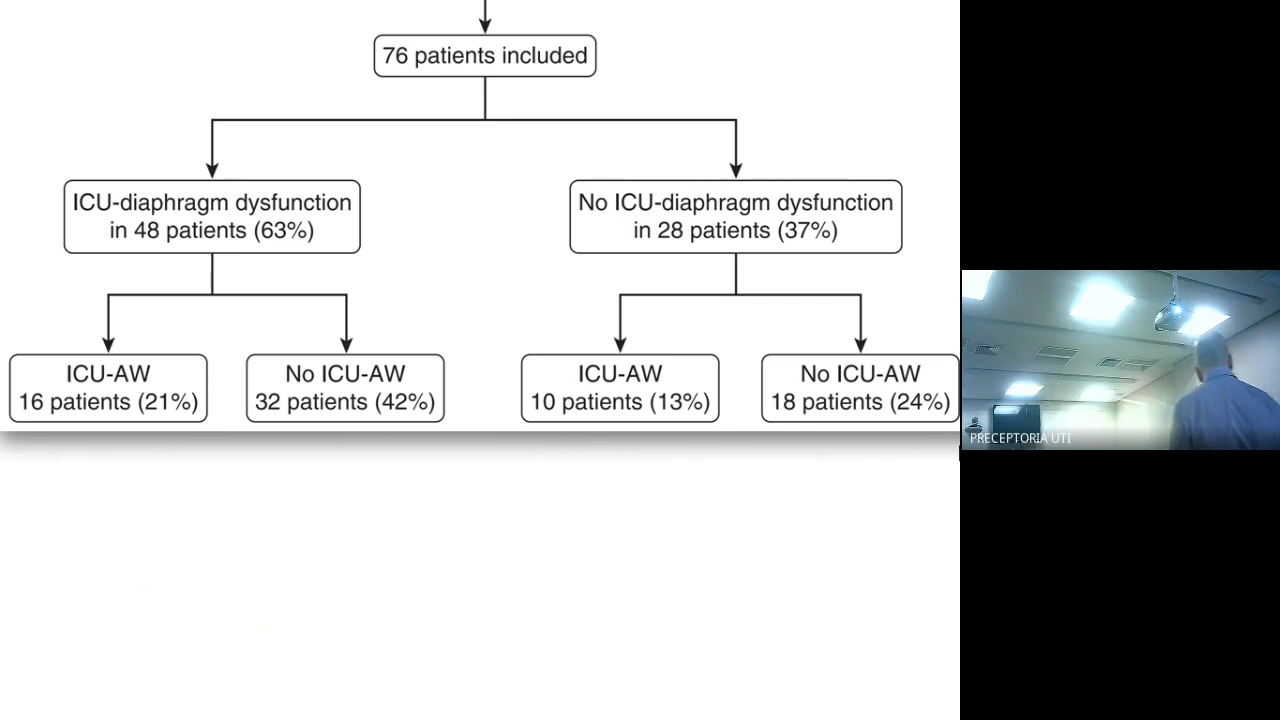 76 patients included
ICU-diaphragm dysfunction
in 48 patients (63%)
No ICU-diaphragm dysfunction
in 28 patients (37%)
ICU-AW
16 patients (21%)
No ICU-AW
32 patients (42%)
ICU-AW
10 patients (13%)
No ICU-AW
18 patients (24%)
PRECEPTORIA UTI